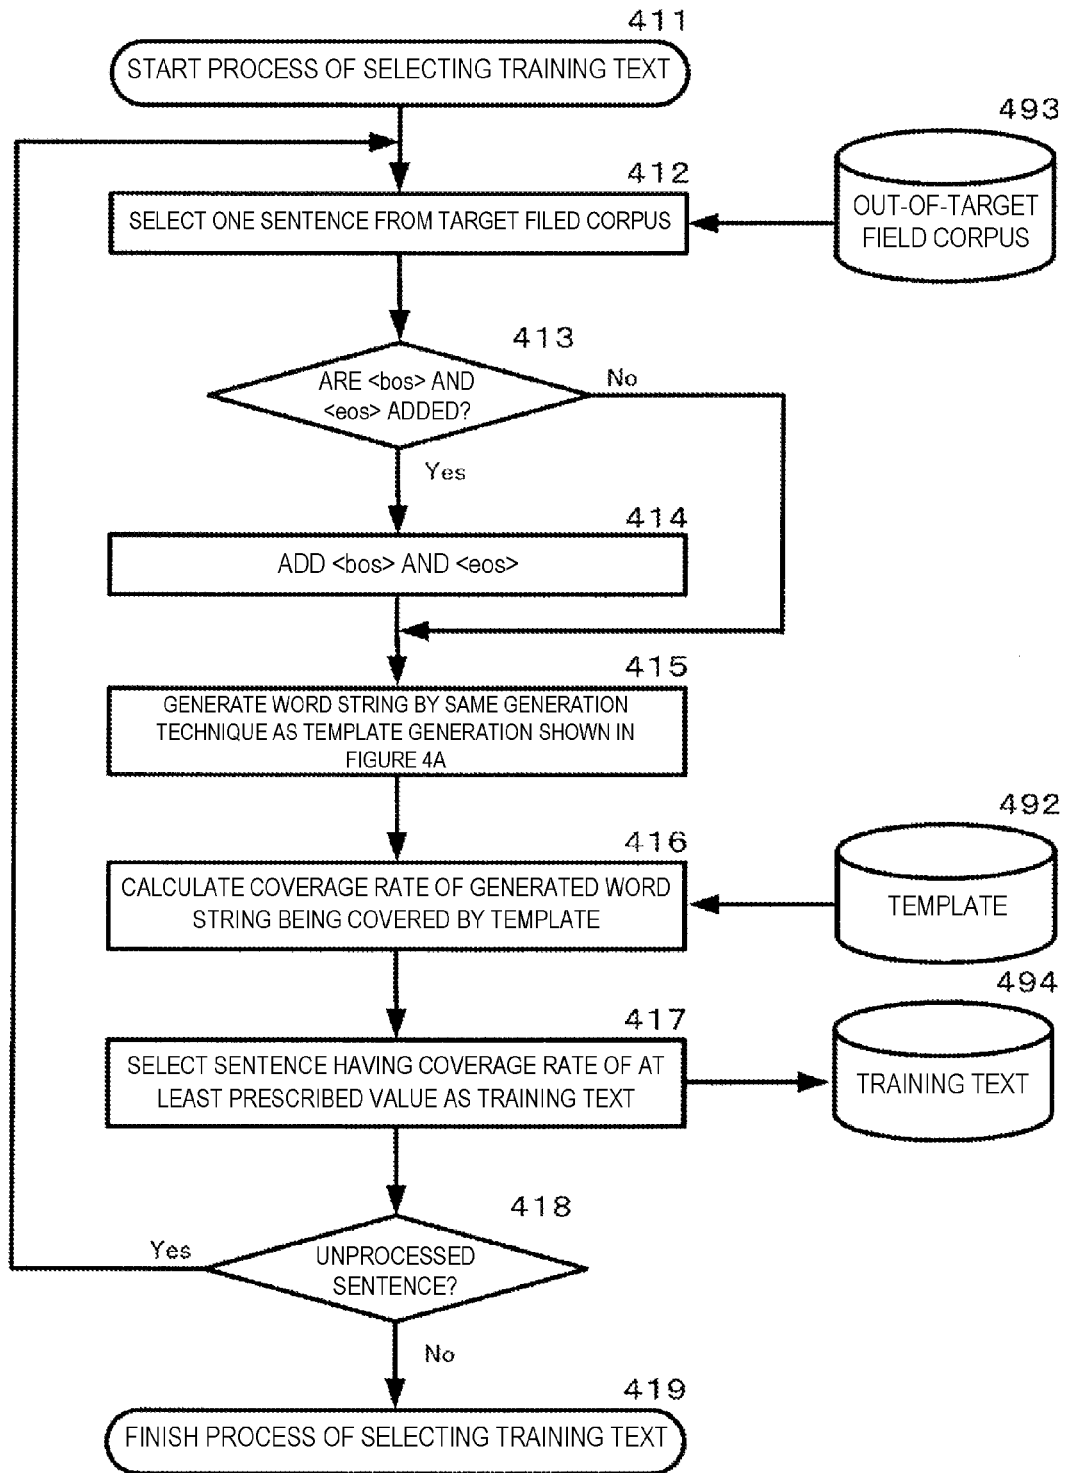 411
START PROCESS OF SELECTING TRAINING TEXT
493
412
SELECT ONE SENTENCE FROM TARGET FILED CORPUS
OUT-OF-TARGET
FIELD CORPUS
413
ARE <bos> AND
<eos> ADDED?
No
Yes
414
ADD <bos> AND <eos>
415
GENERATE WORD STRING BY SAME GENERATION
TECHNIQUE AS TEMPLATE GENERATION SHOWN IN
FIGURE 4A
492
416
CALCULATE COVERAGE RATE OF GENERATED WORD
STRING BEING COVERED BY TEMPLATE
TEMPLATE
494
417
SELECT SENTENCE HAVING COVERAGE RATE OF AT
LEAST PRESCRIBED VALUE AS TRAINING TEXT
TRAINING TEXT
418
Yes
UNPROCESSED
SENTENCE?
No
419
FINISH PROCESS OF SELECTING TRAINING TEXT